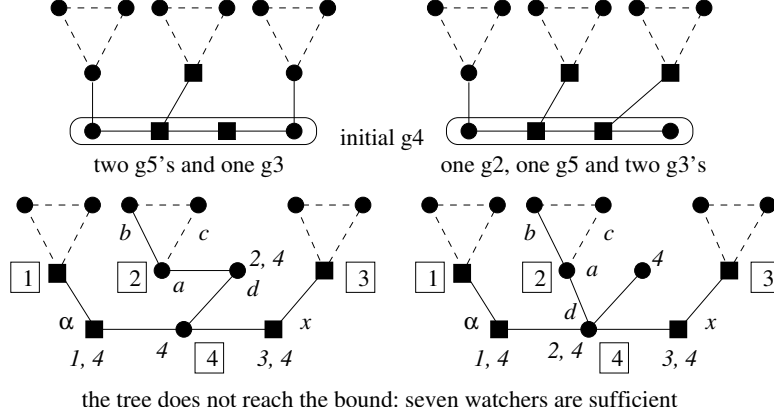 initial g4
two g5's and one g3
one g2, one g5 and two g3's
b c b c
1 2 a 2, 4 d 3 1 2 a 4 3
α x α d x
1, 4 4 4 3, 4 1, 4 2, 4 4 3, 4
the tree does not reach the bound: seven watchers are sufficient